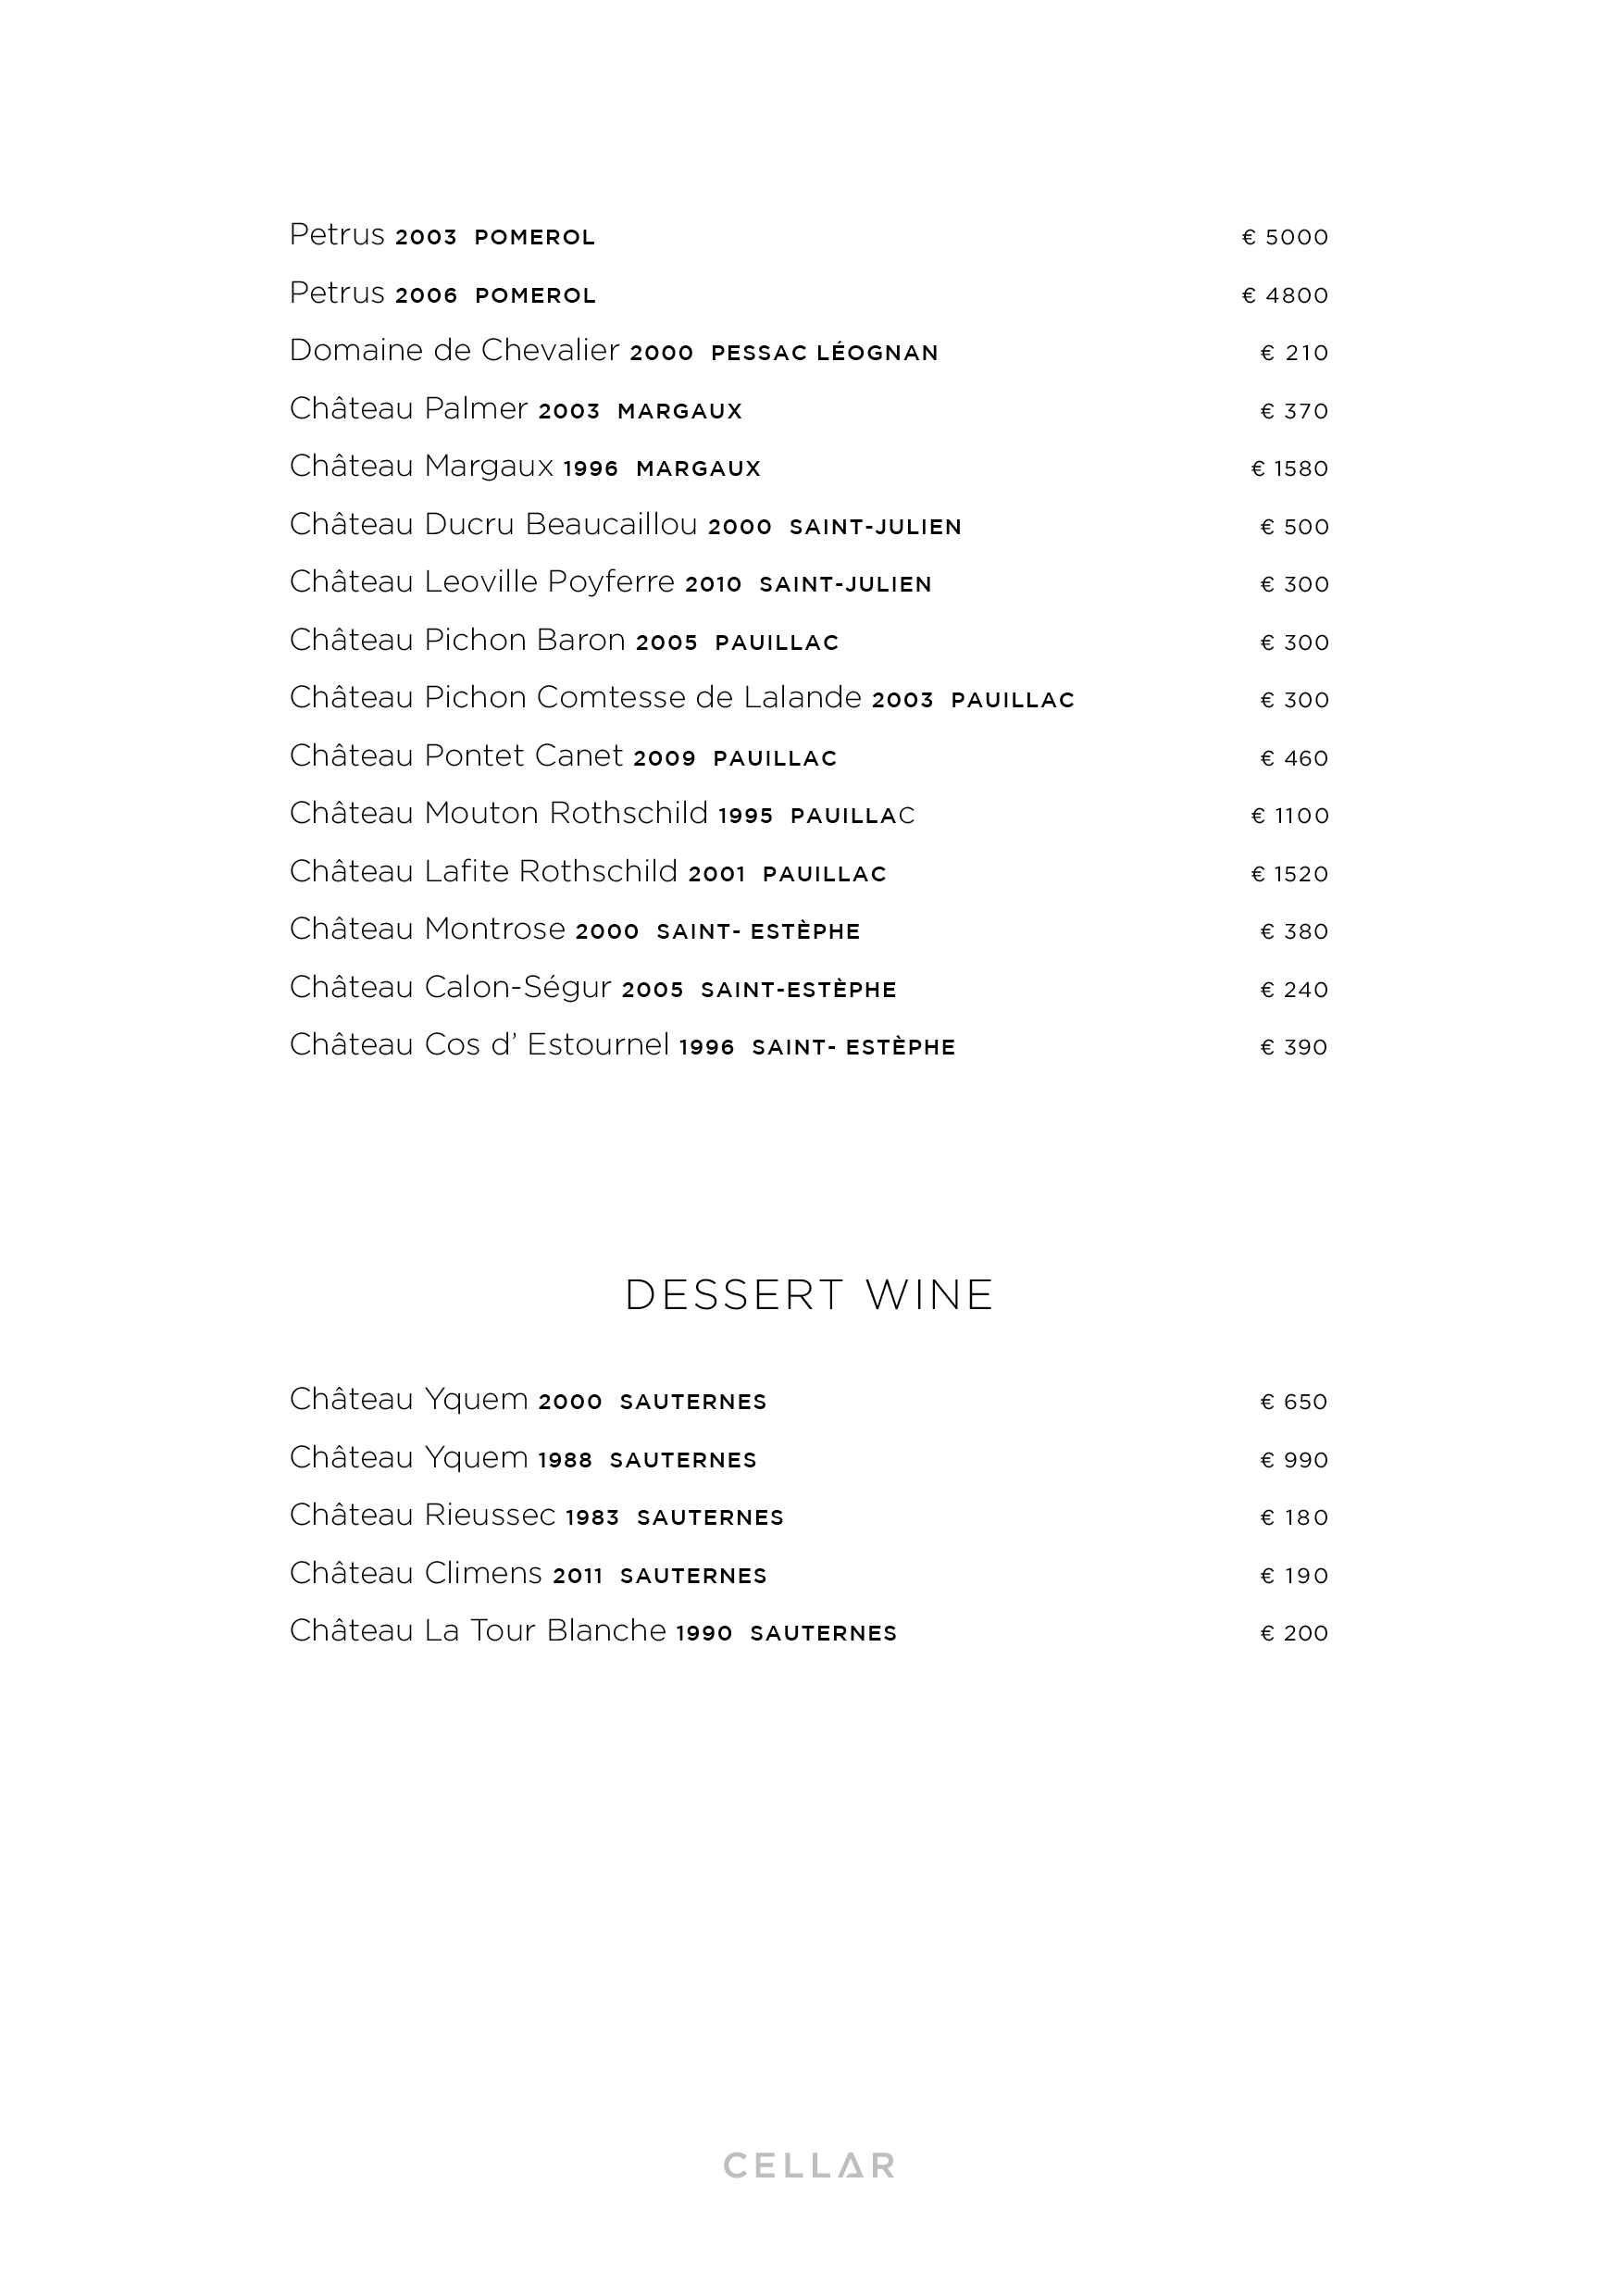 Petrus 2003 POMEROL € 5000
Petrus 2006 POMEROL € 4800
Domaine de Chevalier 2000 PESSAC LÉOGNAN € 210
Château Palmer 2003 MARGAUX € 370
Château Margaux 1996 MARGAUX € 1580
Château Ducru Beaucaillou 2000 SAINT-JULIEN € 500
Château Leoville Poyferre 2010 SAINT-JULIEN € 300
Château Pichon Baron 2005 PAUILLAC € 300
Château Pichon Comtesse de Lalande 2003 PAUILLAC € 300
Château Pontet Canet 2009 PAUILLAC € 460
Château Mouton Rothschild 1995 PAUILLAC € 1100
Château Lafite Rothschild 2001 PAUILLAC € 1520
Château Montrose 2000 SAINT- ESTÈPHE € 380
Château Calon-Ségur 2005 SAINT-ESTÈPHE € 240
Château Cos d’ Estournel 1996 SAINT- ESTÈPHE € 390
DESSERT WINE
Château Yquem 2000 SAUTERNES € 650
Château Yquem 1988 SAUTERNES € 990
Château Rieussec 1983 SAUTERNES € 180
Château Climens 2011 SAUTERNES € 190
Château La Tour Blanche 1990 SAUTERNES € 200
CELLAR